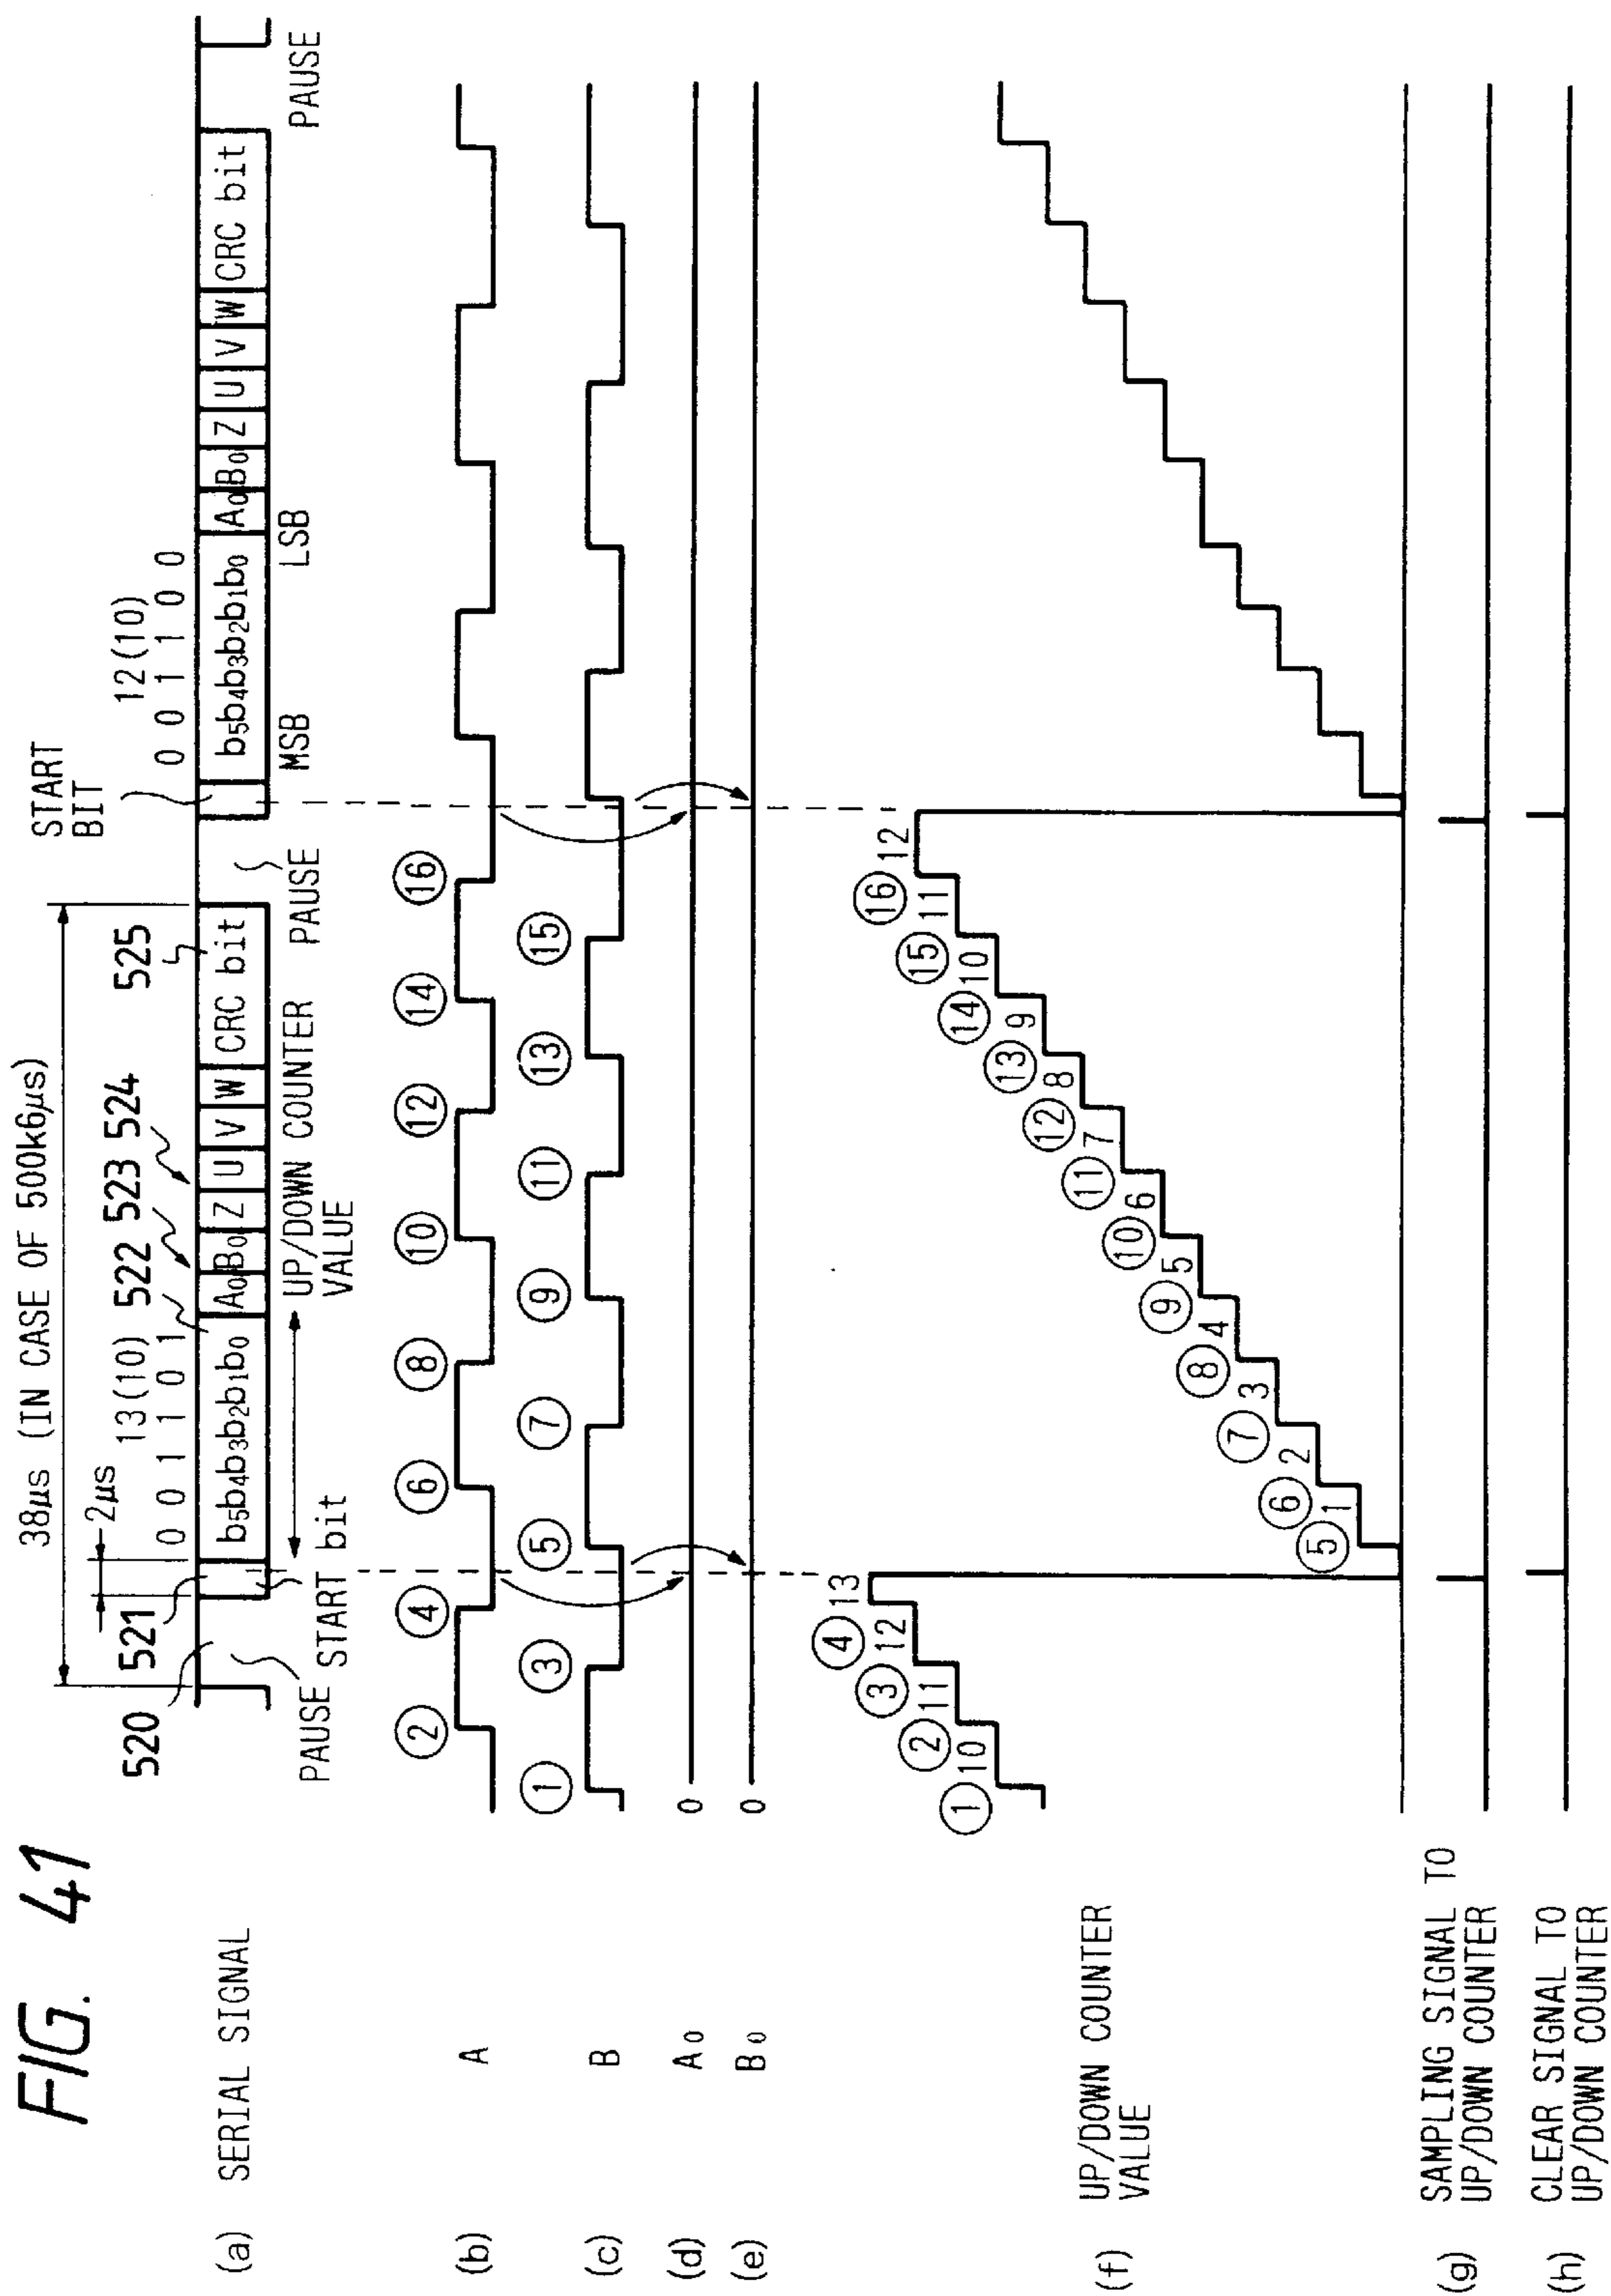 FIG. 41
38μs (IN CASE OF 500k6μs)
START
BIT
520 521 522 523 524 525
2μs
13(10)
12(10)
0 0 1 1 0 1
0 0 1 1 0 0
(a) SERIAL SIGNAL
b5b4b3b2b1b0 A0 B0 Z U V W CRC bit
b5b4b3b2b1b0 A0 B0 Z U V W CRC bit
PAUSE START bit
UP/DOWN COUNTER
VALUE
PAUSE
MSB LSB
PAUSE
② ④ ⑥ ⑧ ⑩ ⑫ ⑭ ⑯
(b) A
① ③ ⑤ ⑦ ⑨ ⑪ ⑬ ⑮
(c) B
(d) A0 0
(e) B0 0
① ② ③ ④ ⑤ ⑥ ⑦ ⑧ ⑨ ⑩ ⑪ ⑫ ⑬ ⑭ ⑮ ⑯
10 11 12 13 1 2 3 4 5 6 7 8 9 10 11 12
(f) UP/DOWN COUNTER
VALUE
(g) SAMPLING SIGNAL TO
UP/DOWN COUNTER
(h) CLEAR SIGNAL TO
UP/DOWN COUNTER